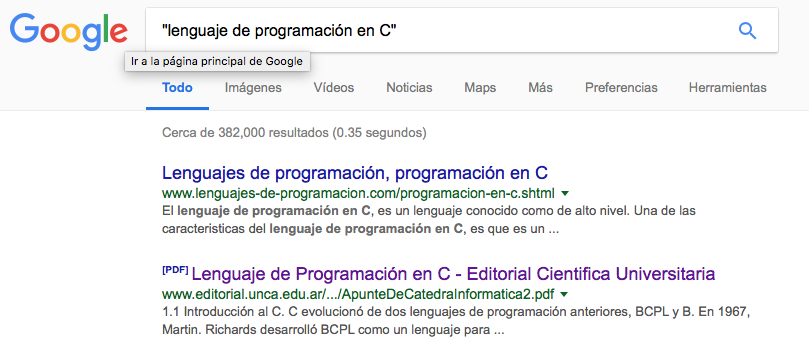 Google
"lenguaje de programación en C"
Ir a la página principal de Google
Todo Imágenes Vídeos Noticias Maps Más Preferencias Herramientas
Cerca de 382,000 resultados (0.35 segundos)
Lenguajes de programación, programación en C
www.lenguajes-de-programacion.com/programacion-en-c.shtml
El lenguaje de programación en C, es un lenguaje conocido como de alto nivel. Una de las
caracteristicas del lenguaje de programación en C, es que es un ...
[PDF] Lenguaje de Programación en C - Editorial Cientifica Universitaria
www.editorial.unca.edu.ar/.../ApunteDeCatedraInformatica2.pdf
1.1 Introducción al C. C evolucionó de dos lenguajes de programación anteriores, BCPL y B. En 1967,
Martin. Richards desarrolló BCPL como un lenguaje para ...